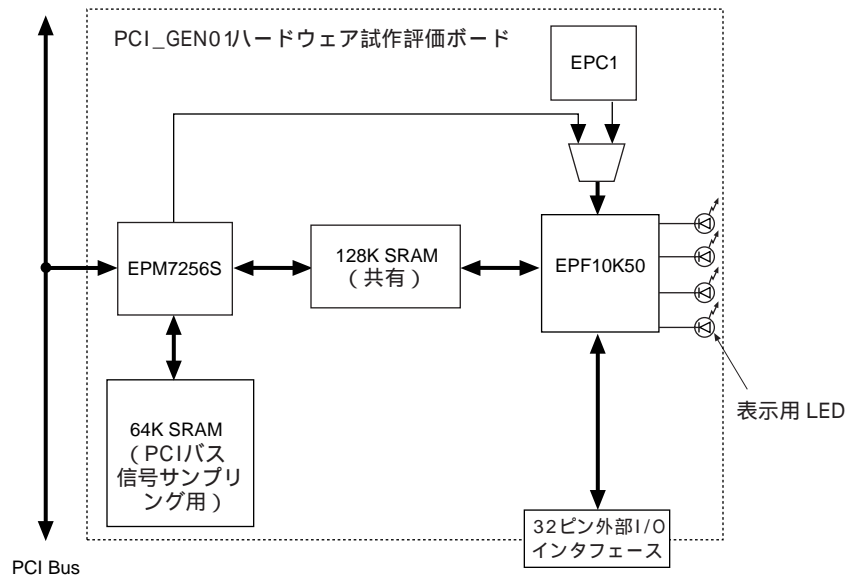 PCI_GEN01ハードウェア試作評価ボード
EPC1
EPM7256S
128K SRAM
(共有)
EPF10K50
64K SRAM
(PCIバス
信号サンプリ
ング用)
表示用 LED
32ピン外部I/O
インタフェース
PCI Bus